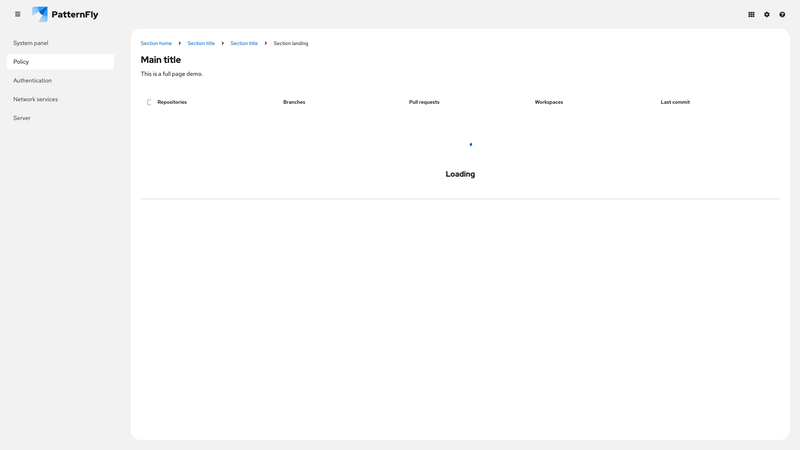 PatternFly
System panel
Policy
Authentication
Network services
Server
Section home Section title Section title Section landing
Main title
This is a full page demo.
Repositories Branches Pull requests Workspaces Last commit
Loading